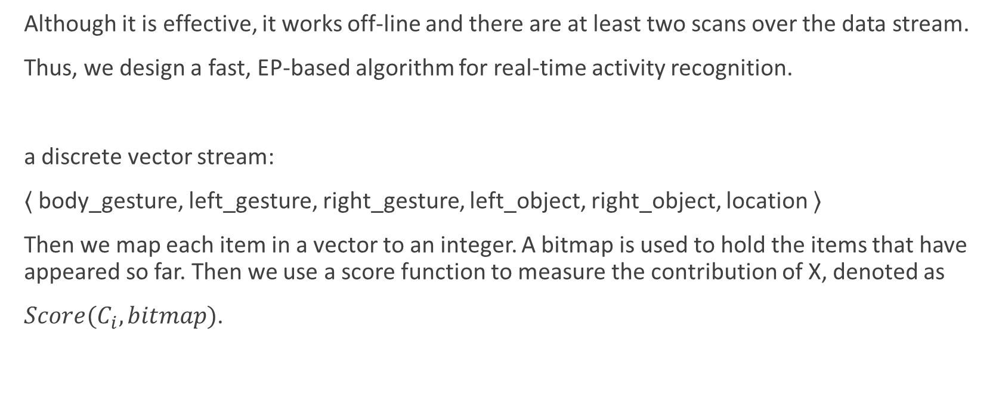 Although it is effective, it works off-line and there are at least two scans over the data stream.
Thus, we design a fast, EP-based algorithm for real-time activity recognition.
a discrete vector stream:
⟨ body_gesture, left_gesture, right_gesture, left_object, right_object, location ⟩
Then we map each item in a vector to an integer. A bitmap is used to hold the items that have
appeared so far. Then we use a score function to measure the contribution of X, denoted as
Score(Cᵢ, bitmap).